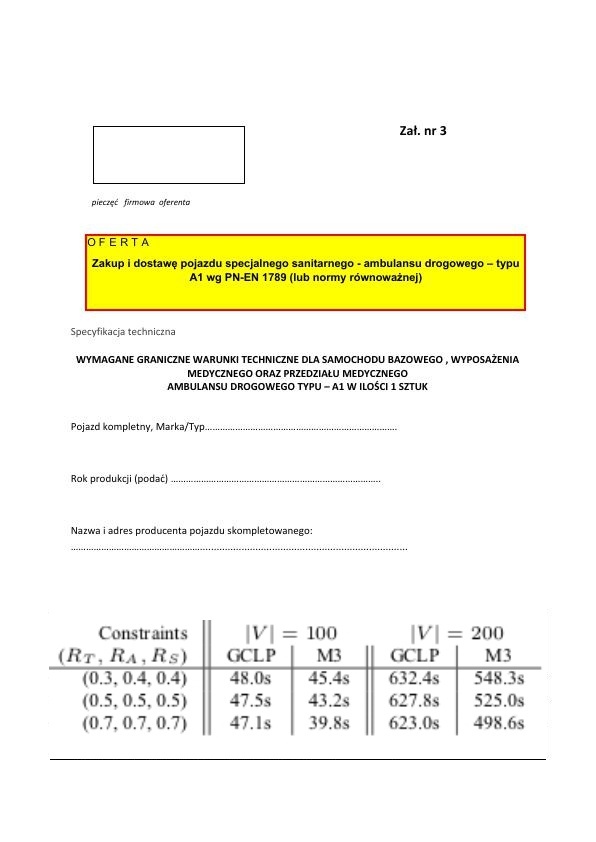 Zał. nr 3
pieczęć firmowa oferenta
O F E R T A
Zakup i dostawę pojazdu specjalnego sanitarnego - ambulansu drogowego – typu
A1 wg PN-EN 1789 (lub normy równoważnej)
Specyfikacja techniczna
WYMAGANE GRANICZNE WARUNKI TECHNICZNE DLA SAMOCHODU BAZOWEGO , WYPOSAŻENIA
MEDYCZNEGO ORAZ PRZEDZIAŁU MEDYCZNEGO
AMBULANSU DROGOWEGO TYPU – A1 W ILOŚCI 1 SZTUK
Pojazd kompletny, Marka/Typ………………………………………………………………….
Rok produkcji (podać) ………………………………………………………………………..
Nazwa i adres producenta pojazdu skompletowanego:
……………………………………………........................................................................
Constraints |V| = 100 |V| = 200
(R_T, R_A, R_S) GCLP M3 GCLP M3
(0.3, 0.4, 0.4) 48.0s 45.4s 632.4s 548.3s
(0.5, 0.5, 0.5) 47.5s 43.2s 627.8s 525.0s
(0.7, 0.7, 0.7) 47.1s 39.8s 623.0s 498.6s